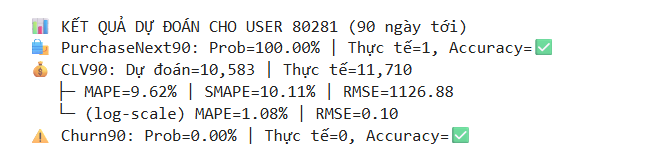 📊 KẾT QUẢ DỰ ĐOÁN CHO USER 80281 (90 ngày tới)
🛍️ PurchaseNext90: Prob=100.00% | Thực tế=1, Accuracy=✅
💰 CLV90: Dự đoán=10,583 | Thực tế=11,710
├─ MAPE=9.62% | SMAPE=10.11% | RMSE=1126.88
└─ (log-scale) MAPE=1.08% | RMSE=0.10
⚠️ Churn90: Prob=0.00% | Thực tế=0, Accuracy=✅